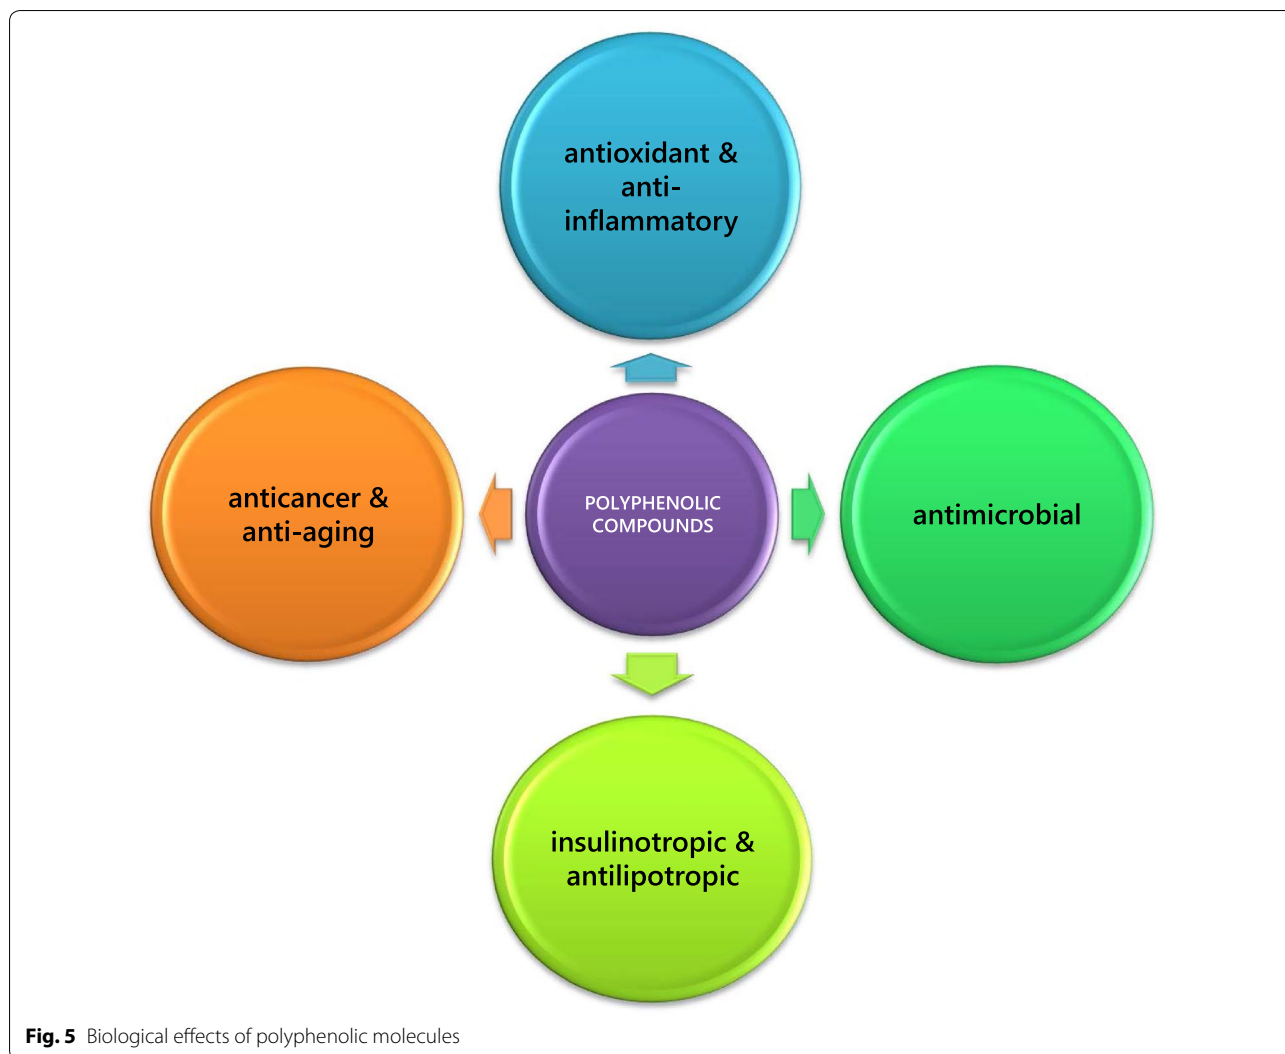 antioxidant &
anti-
inflammatory
anticancer &
anti-aging
POLYPHENOLIC
COMPOUNDS
antimicrobial
insulinotropic &
antilipotropic
Fig. 5 Biological effects of polyphenolic molecules